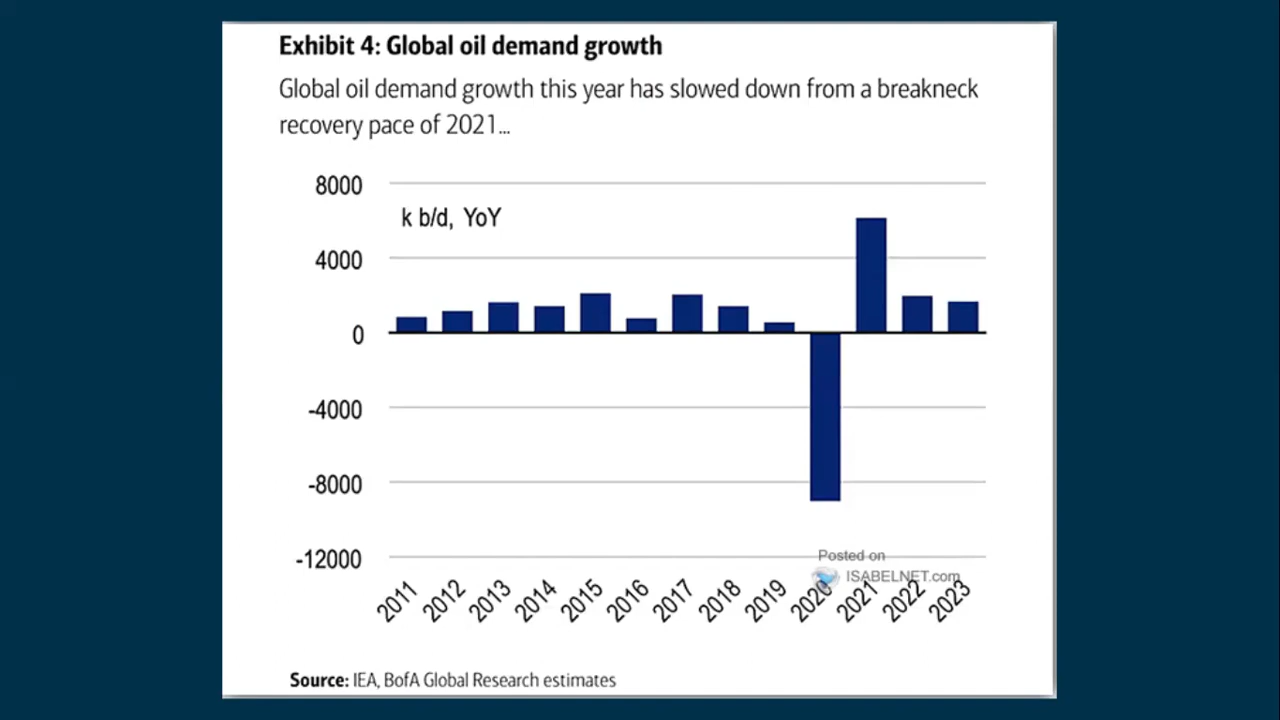 Exhibit 4: Global oil demand growth
Global oil demand growth this year has slowed down from a breakneck
recovery pace of 2021...
8000
k b/d, YoY
4000
0
-4000
-8000
-12000
Posted on
ISABELNET.com
2011
2012
2013
2014
2015
2016
2017
2018
2019
2020
2021
2022
2023
Source: IEA, BofA Global Research estimates